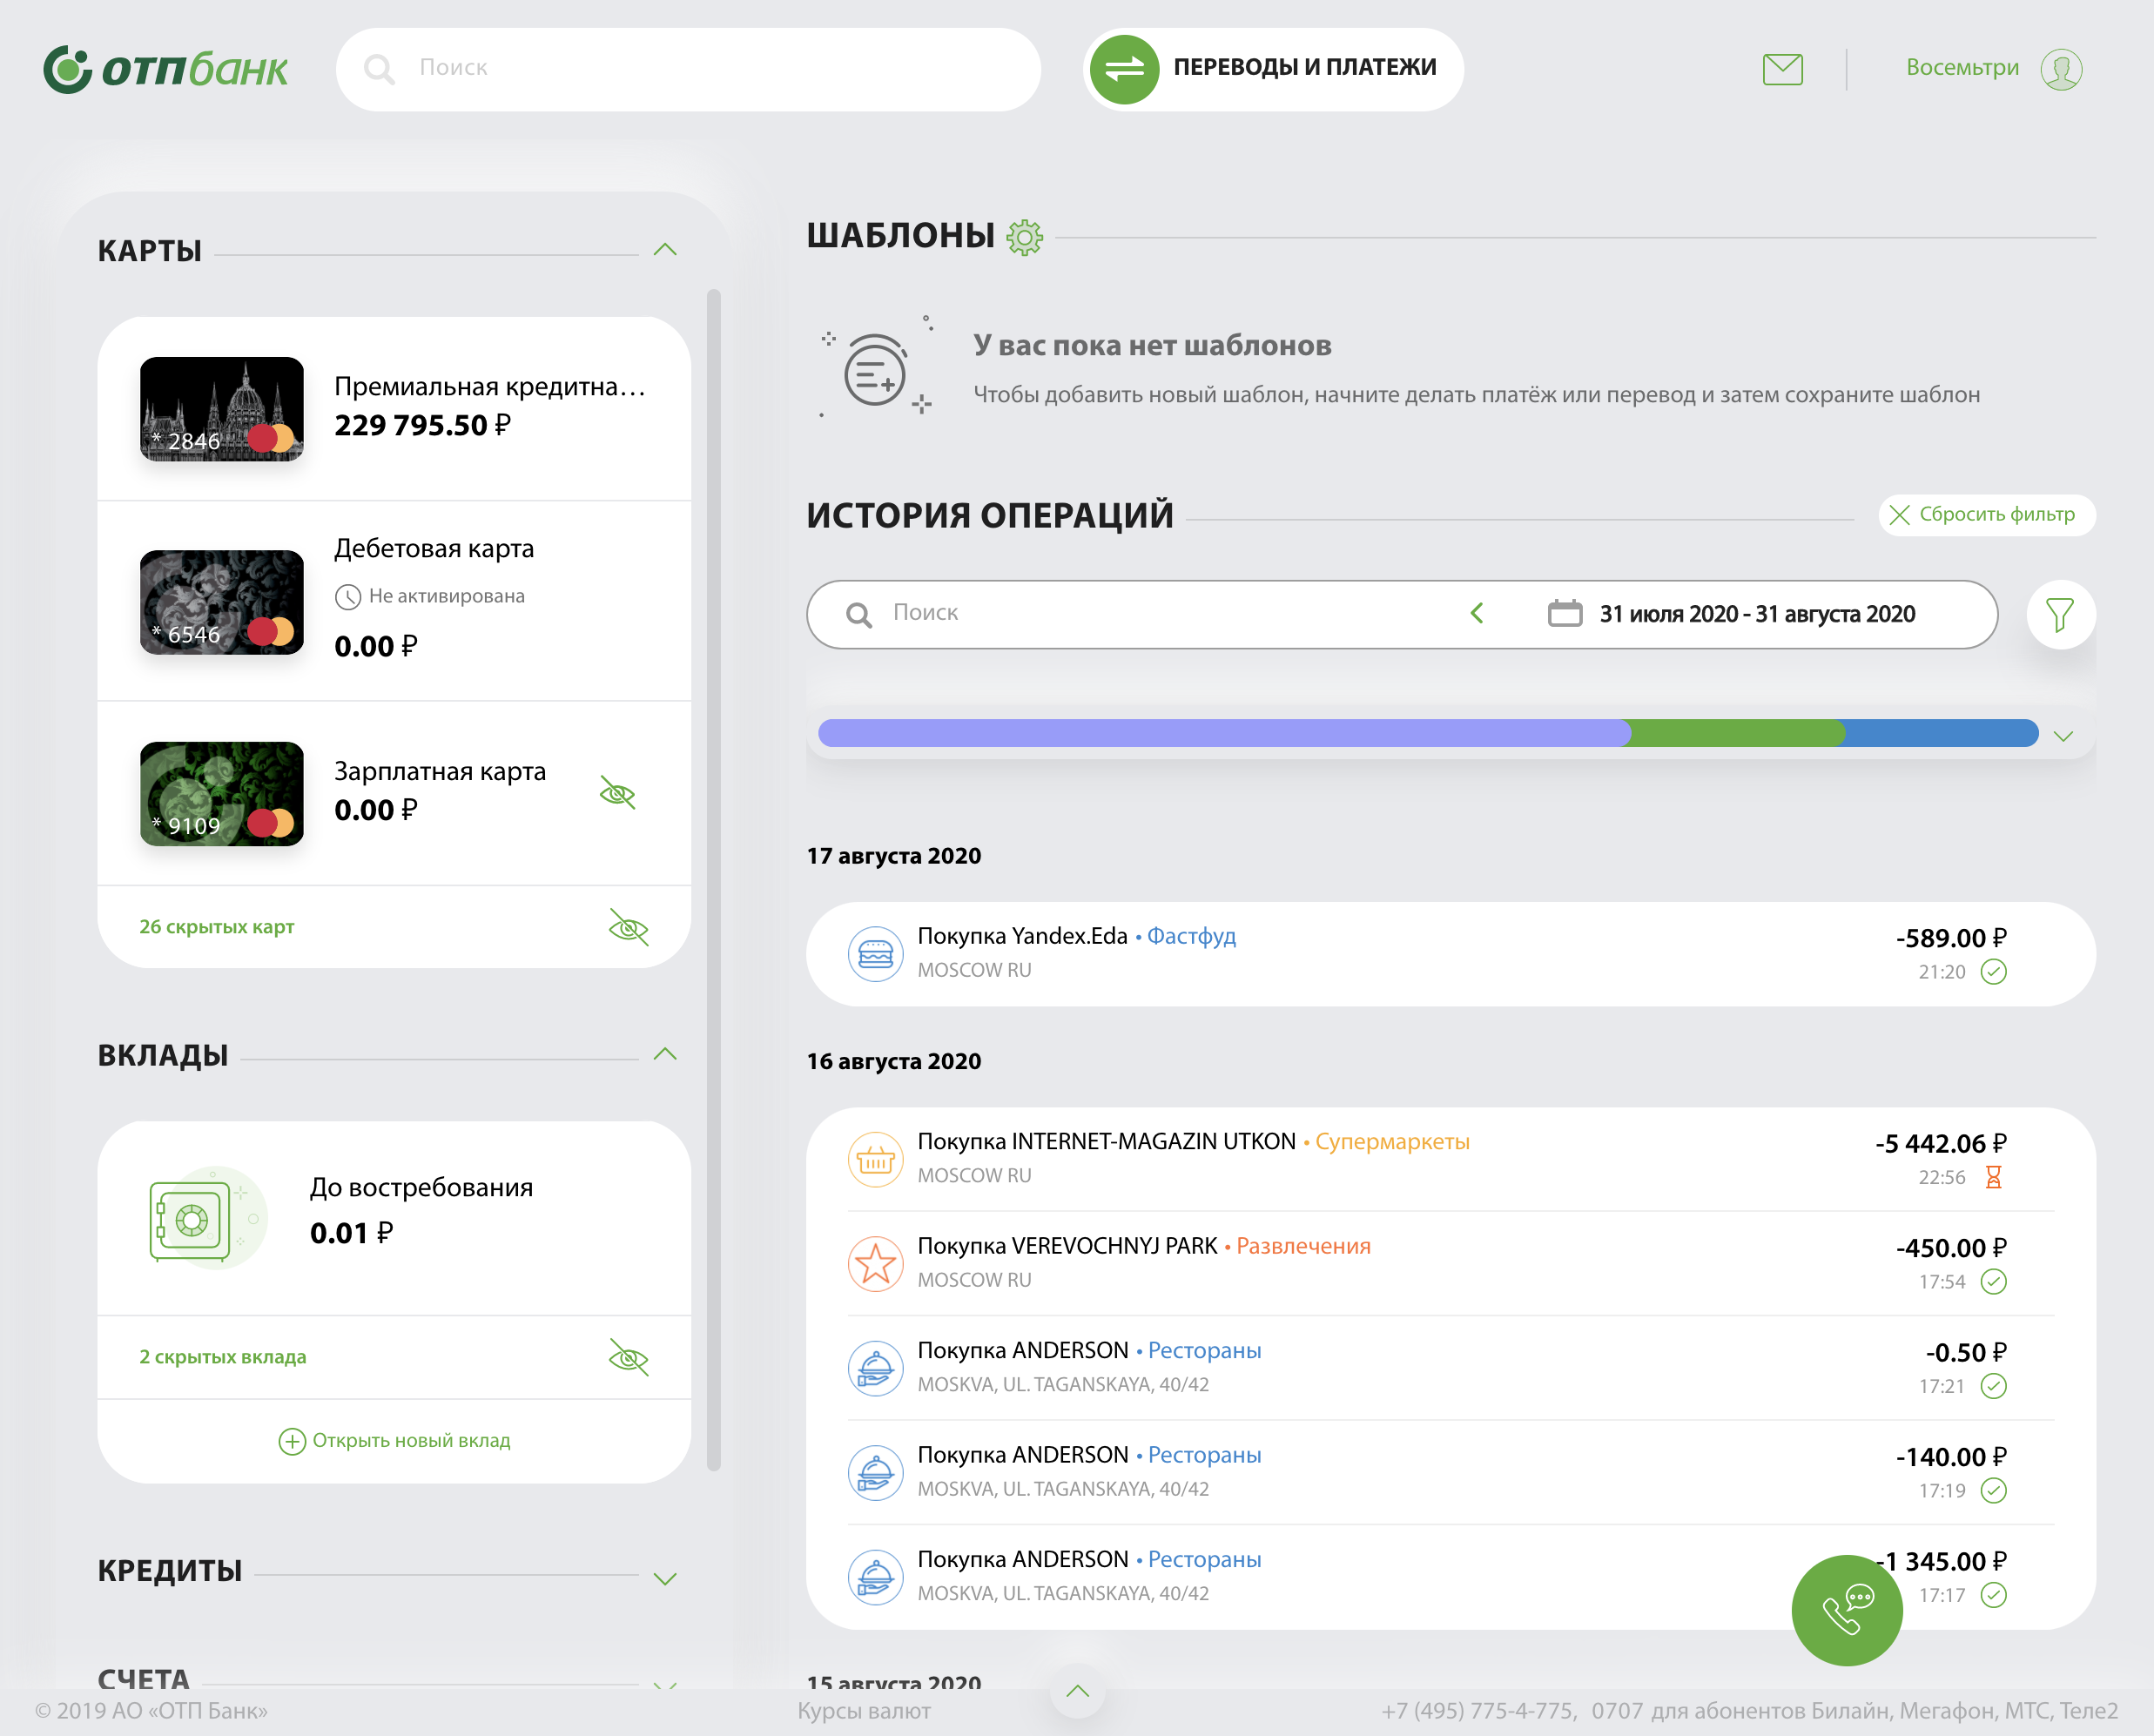 отпбанк
Поиск
ПЕРЕВОДЫ И ПЛАТЕЖИ
Восемьтри
КАРТЫ
Премиальная кредитна...
229 795.50 ₽
* 2846
Дебетовая карта
Не активирована
0.00 ₽
* 6546
Зарплатная карта
0.00 ₽
* 9109
26 скрытых карт
ВКЛАДЫ
До востребования
0.01 ₽
2 скрытых вклада
Открыть новый вклад
КРЕДИТЫ
СЧЕТА
ШАБЛОНЫ
У вас пока нет шаблонов
Чтобы добавить новый шаблон, начните делать платёж или перевод и затем сохраните шаблон
ИСТОРИЯ ОПЕРАЦИЙ
Сбросить фильтр
Поиск
31 июля 2020 - 31 августа 2020
17 августа 2020
Покупка Yandex.Eda • Фастфуд
-589.00 ₽
MOSCOW RU
21:20
16 августа 2020
Покупка INTERNET-MAGAZIN UTKON • Супермаркеты
-5 442.06 ₽
MOSCOW RU
22:56
Покупка VEREVOCHNYJ PARK • Развлечения
-450.00 ₽
MOSCOW RU
17:54
Покупка ANDERSON • Рестораны
-0.50 ₽
MOSKVA, UL. TAGANSKAYA, 40/42
17:21
Покупка ANDERSON • Рестораны
-140.00 ₽
MOSKVA, UL. TAGANSKAYA, 40/42
17:19
Покупка ANDERSON • Рестораны
-1 345.00 ₽
MOSKVA, UL. TAGANSKAYA, 40/42
17:17
15 августа 2020
© 2019 АО «ОТП Банк»
Курсы валют
+7 (495) 775-4-775, 0707 для абонентов Билайн, Мегафон, МТС, Теле2